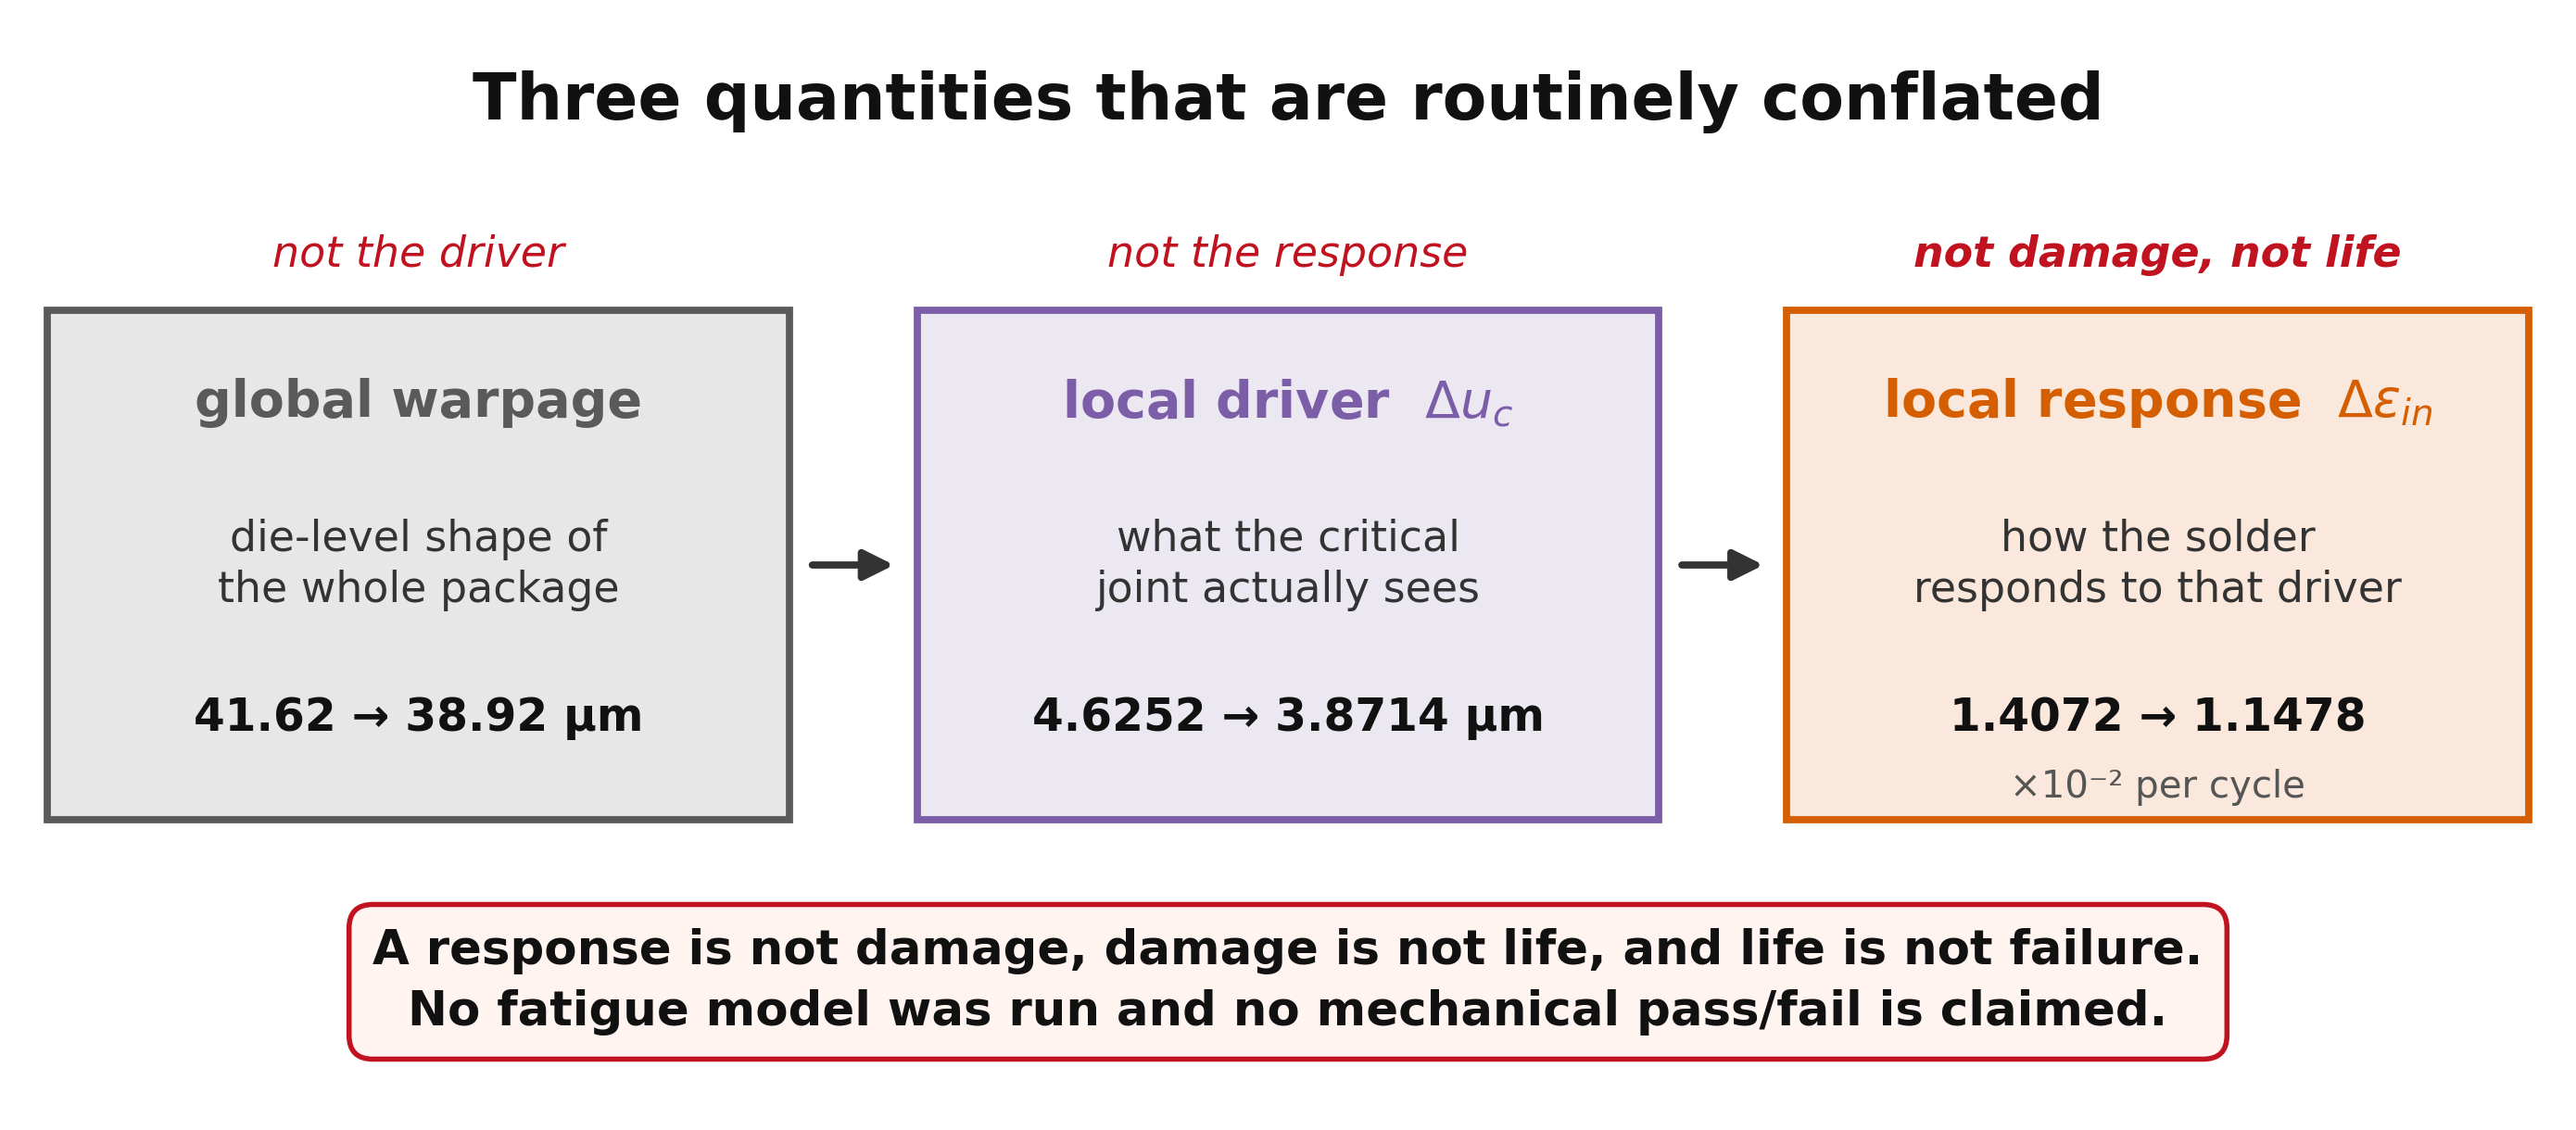 Three quantities that are routinely conflated
not the driver
not the response
not damage, not life
global warpage
die-level shape of
the whole package
41.62 → 38.92 µm
local driver Δu_c
what the critical
joint actually sees
4.6252 → 3.8714 µm
local response Δε_in
how the solder
responds to that driver
1.4072 → 1.1478
×10⁻² per cycle
A response is not damage, damage is not life, and life is not failure.
No fatigue model was run and no mechanical pass/fail is claimed.